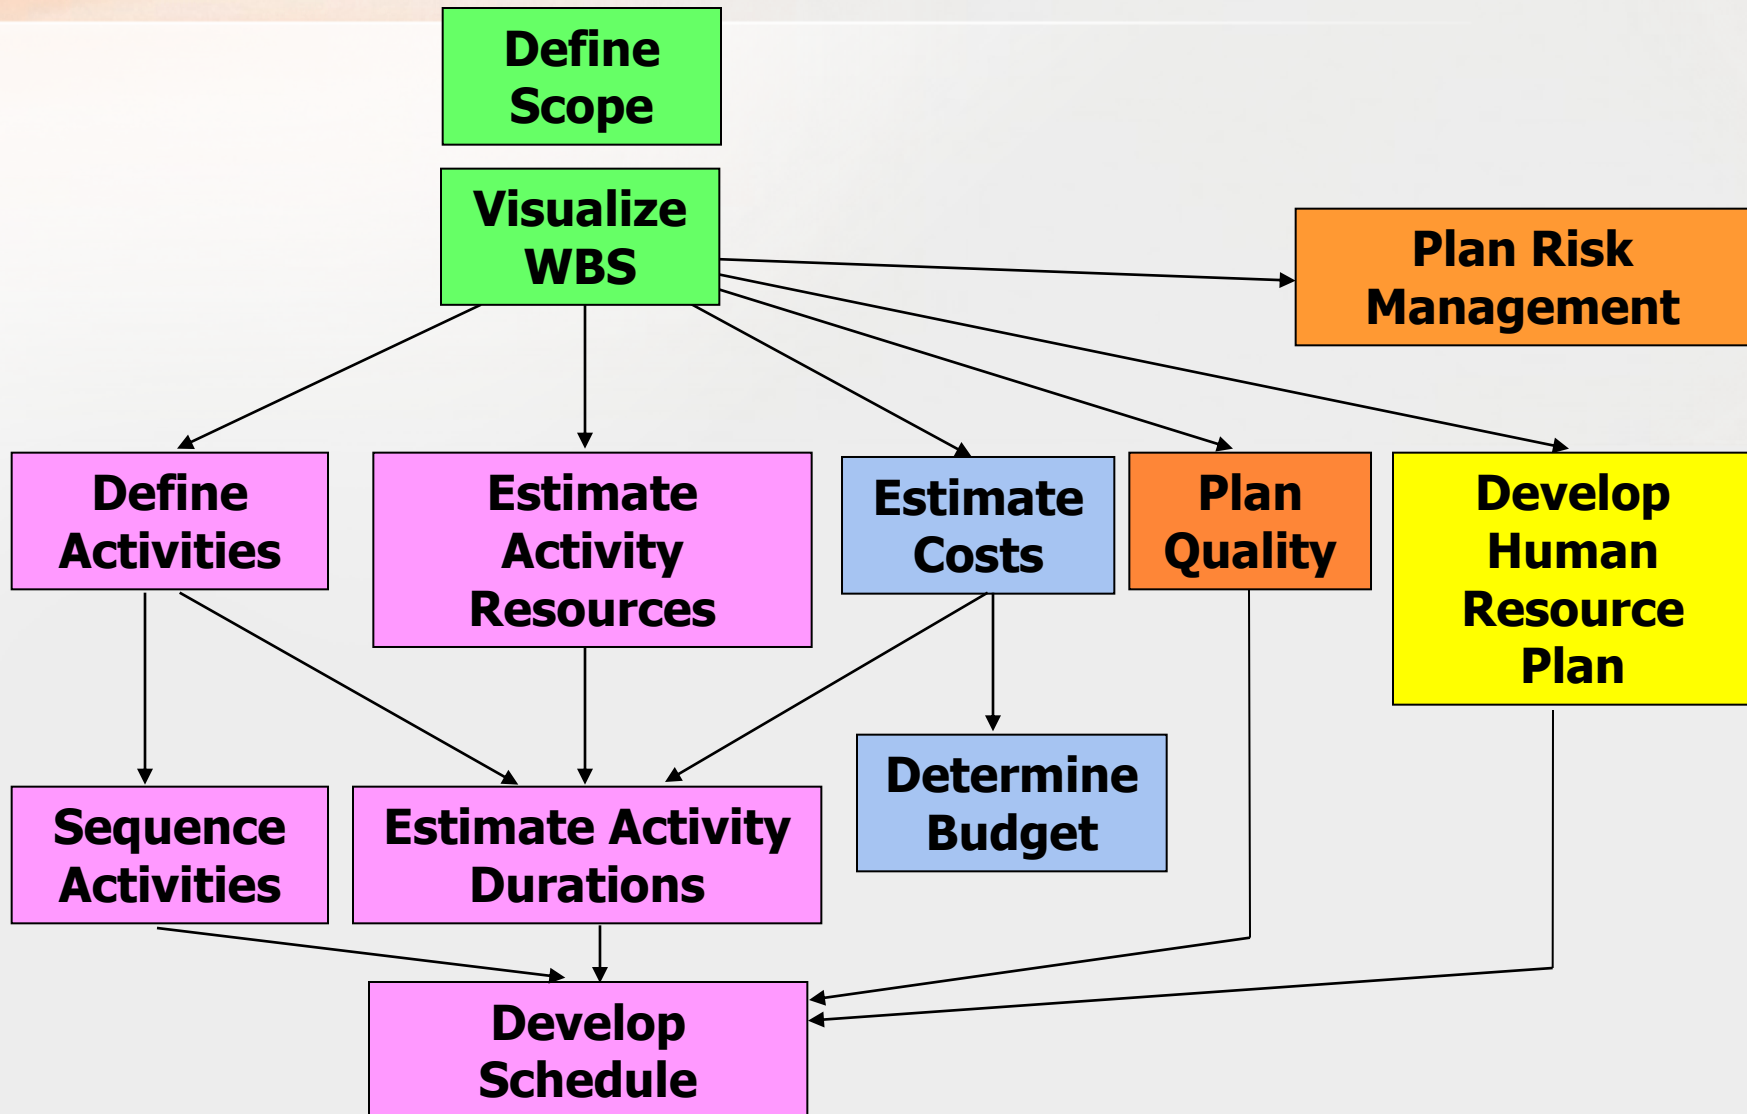 Define
Scope
Visualize
WBS
Plan Risk
Management
Define
Activities
Estimate
Activity
Resources
Estimate
Costs
Plan
Quality
Develop
Human
Resource
Plan
Sequence
Activities
Estimate Activity
Durations
Determine
Budget
Develop
Schedule